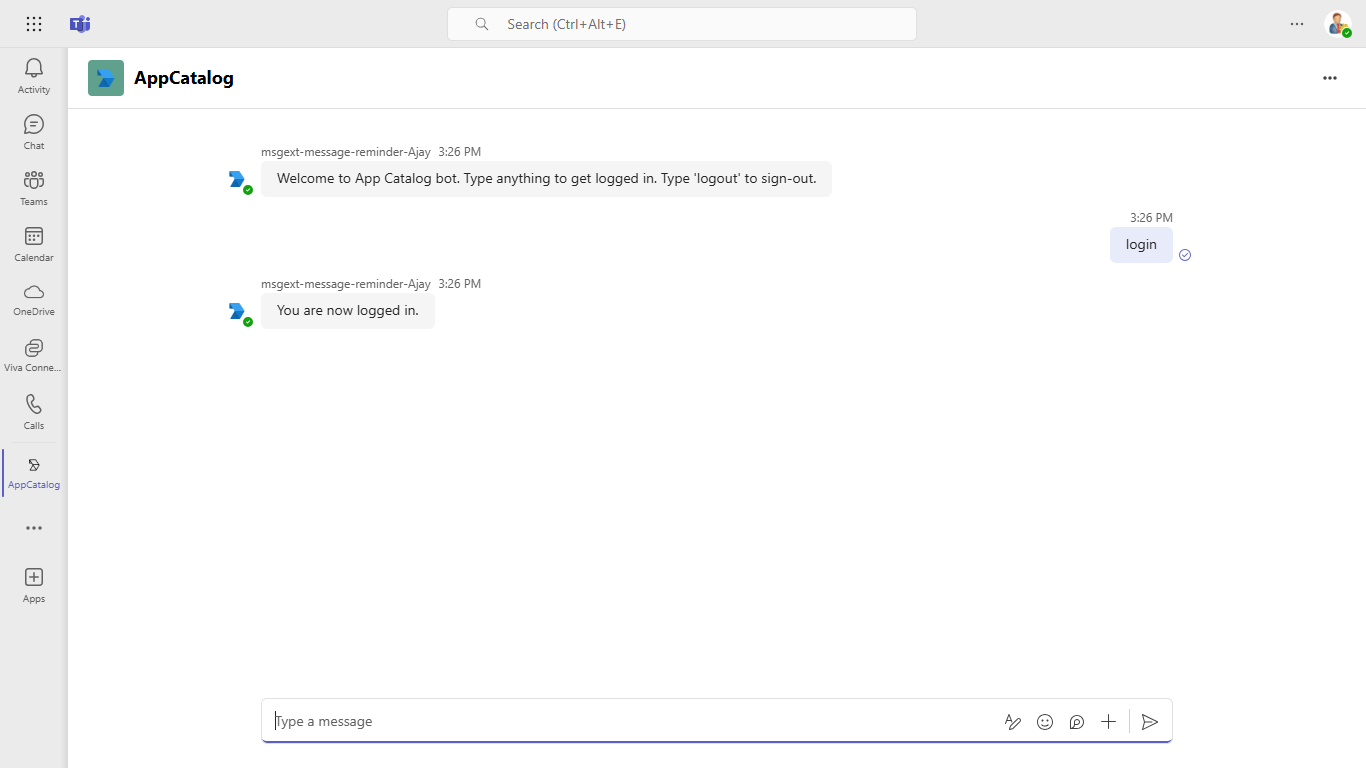 Search (Ctrl+Alt+E)
Activity
Chat
Teams
Calendar
OneDrive
Viva Conne...
Calls
AppCatalog
Apps
AppCatalog
msgext-message-reminder-Ajay 3:26 PM
Welcome to App Catalog bot. Type anything to get logged in. Type 'logout' to sign-out.
3:26 PM
login
msgext-message-reminder-Ajay 3:26 PM
You are now logged in.
Type a message